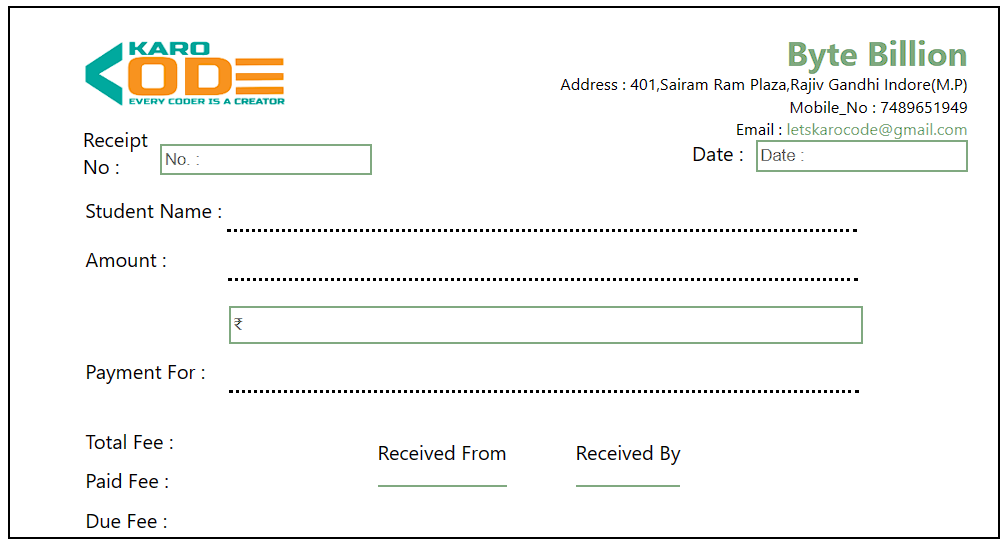 KARO
CODE
EVERY CODER IS A CREATOR
Byte Billion
Address : 401,Sairam Ram Plaza,Rajiv Gandhi Indore(M.P)
Mobile_No : 7489651949
Email : letskarocode@gmail.com
Receipt
No :
No. :
Date :
Date :
Student Name :
Amount :
₹
Payment For :
Total Fee :
Received From
Received By
Paid Fee :
Due Fee :